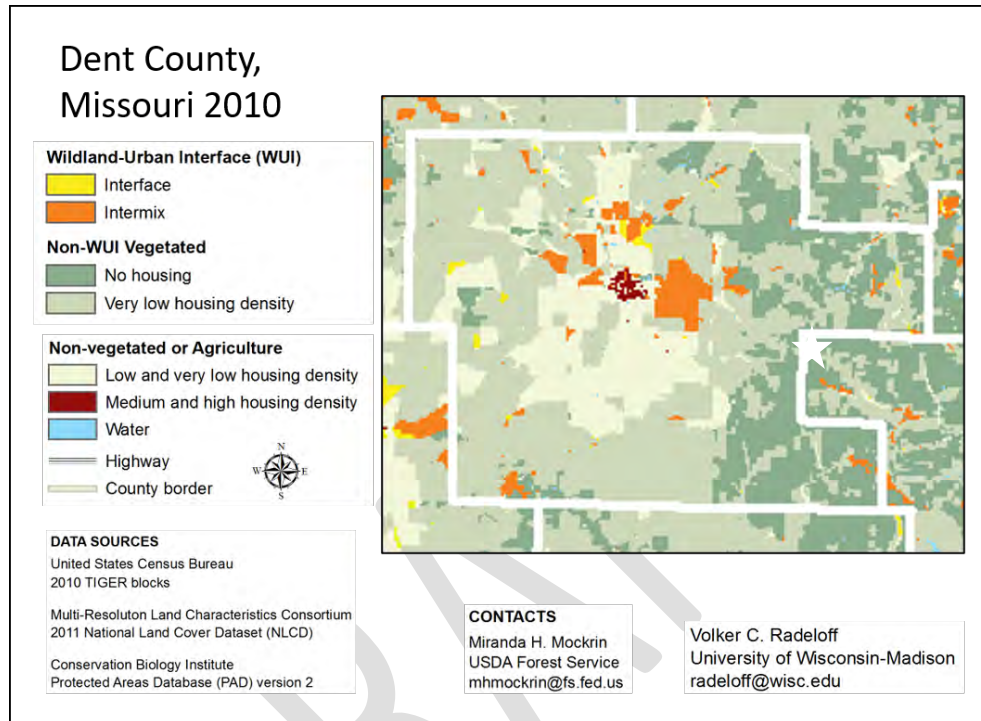 Dent County,
Missouri 2010
Wildland-Urban Interface (WUI)
Interface
Intermix
Non-WUI Vegetated
No housing
Very low housing density
Non-vegetated or Agriculture
Low and very low housing density
Medium and high housing density
Water
Highway
County border
N
W E
S
DATA SOURCES
United States Census Bureau
2010 TIGER blocks
Multi-Resoluton Land Characteristics Consortium
2011 National Land Cover Dataset (NLCD)
Conservation Biology Institute
Protected Areas Database (PAD) version 2
CONTACTS
Miranda H. Mockrin
USDA Forest Service
mhmockrin@fs.fed.us
Volker C. Radeloff
University of Wisconsin-Madison
radeloff@wisc.edu